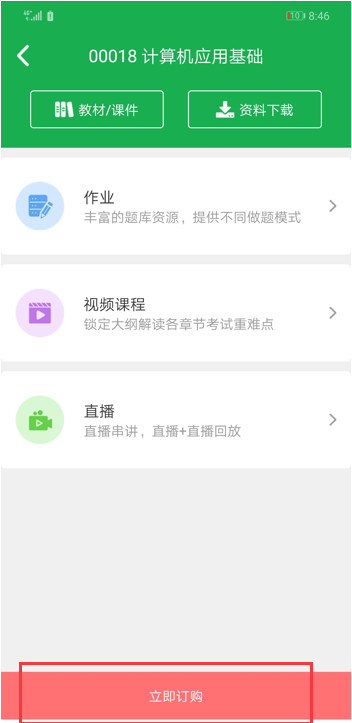 46 10 8:46
00018 计算机应用基础
教材/课件 资料下载
作业
丰富的题库资源，提供不同做题模式
视频课程
锁定大纲解读各章节考试重难点
直播
直播串讲，直播+直播回放
立即订购